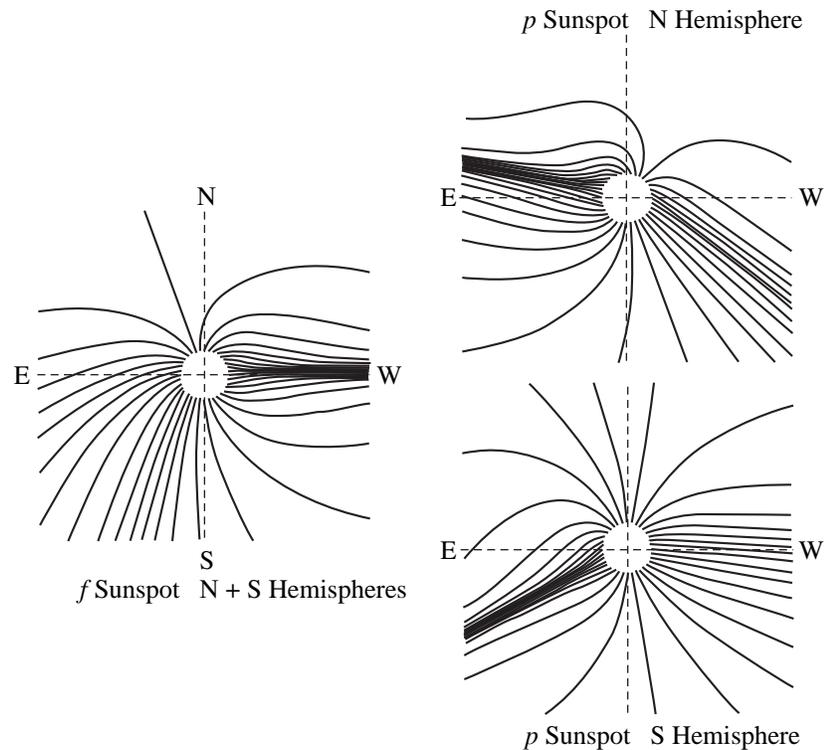 p Sunspot N Hemisphere
E W
N
E W
S
f Sunspot N + S Hemispheres
E W
p Sunspot S Hemisphere